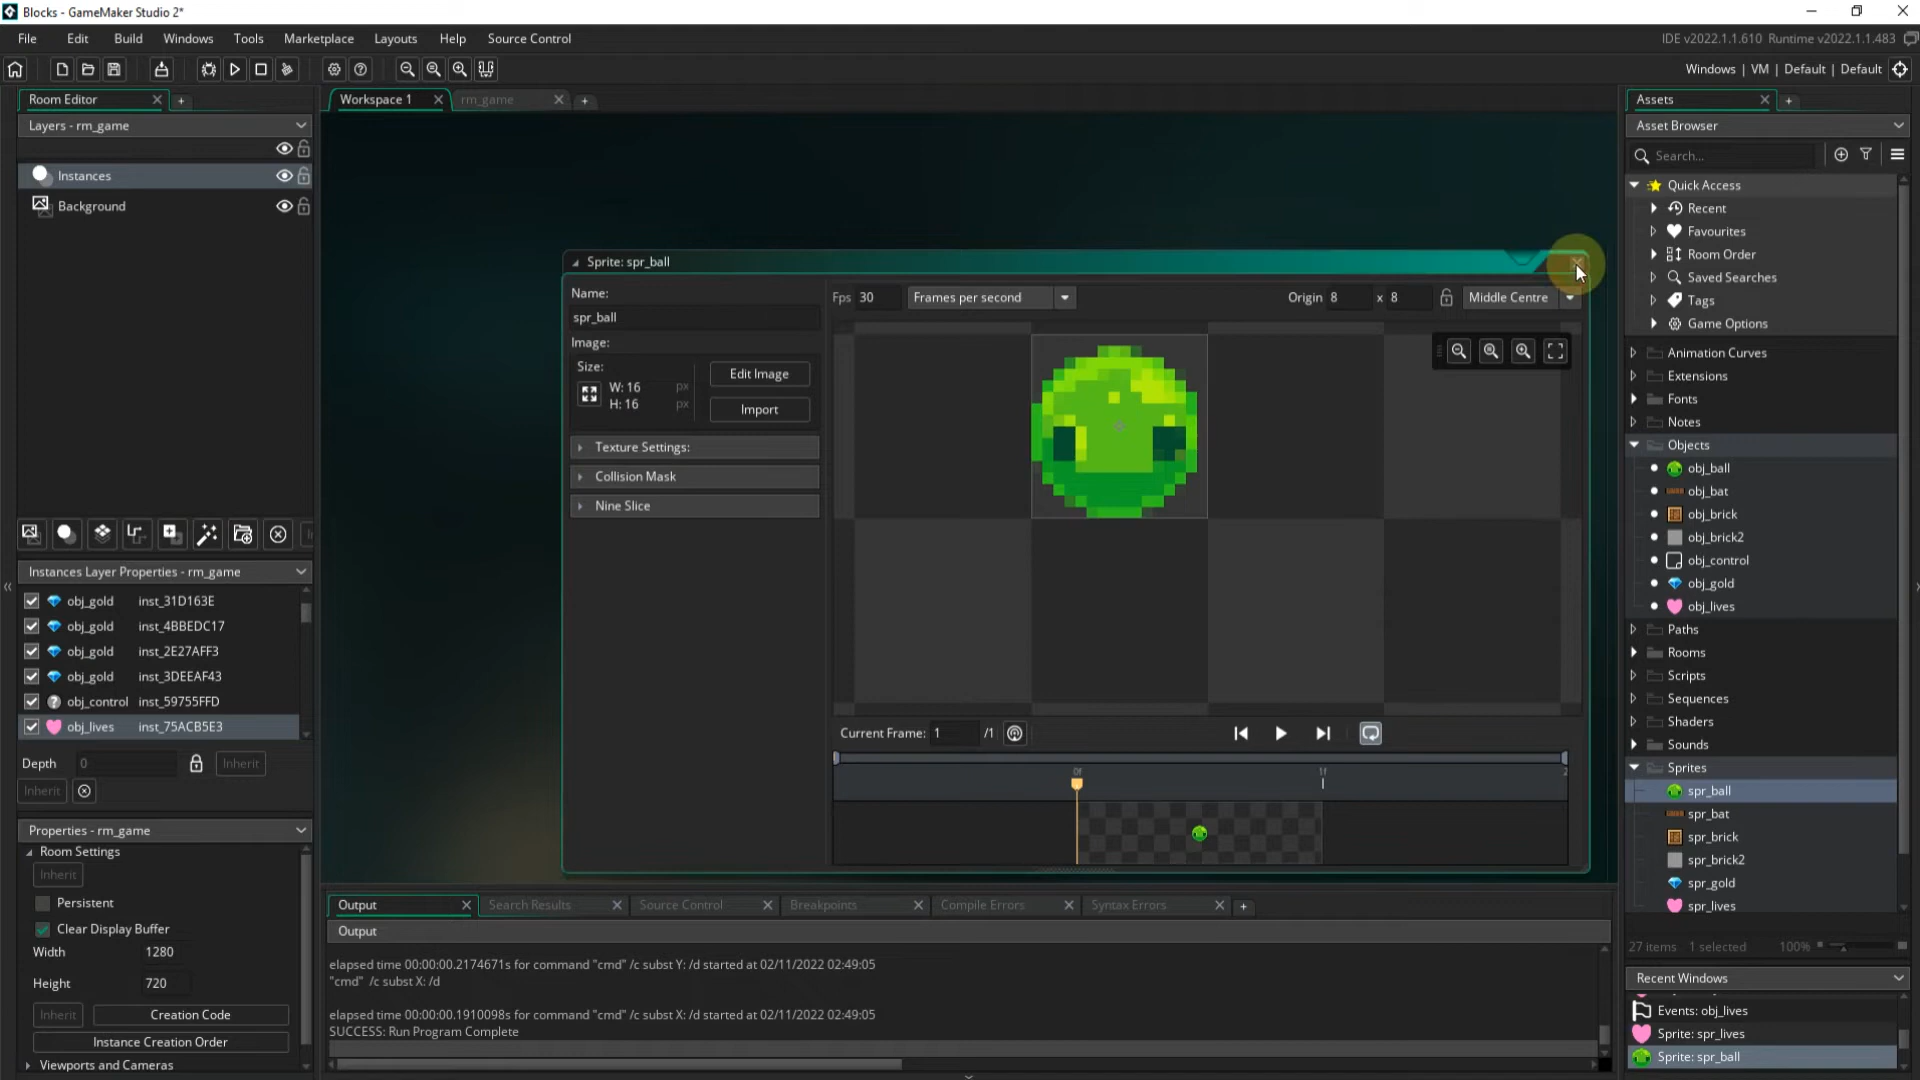 Blocks - GameMaker Studio 2*
File Edit Build Windows Tools Marketplace Layouts Help Source Control
IDE v2022.1.1.610 Runtime v2022.1.1.483
Windows | VM | Default | Default
Room Editor
Layers - rm_game
Instances
Background
Instances Layer Properties - rm_game
obj_gold inst_31D163E
obj_gold inst_4BBEDC17
obj_gold inst_2E27AFF3
obj_gold inst_3DEEAF43
obj_control inst_59755FFD
obj_lives inst_75ACB5E3
Depth 0 Inherit
Inherit
Properties - rm_game
Room Settings
Inherit
Persistent
Clear Display Buffer
Width 1280
Height 720
Inherit Creation Code
Instance Creation Order
Viewports and Cameras
Workspace 1 rm_game
Sprite: spr_ball
Name:
spr_ball
Image:
Size:
W: 16 px
H: 16 px
Edit Image
Import
Texture Settings:
Collision Mask
Nine Slice
Fps 30 Frames per second Origin 8 x 8 Middle Centre
Current Frame: 1 /1
0f 1f 2
Output Search Results Source Control Breakpoints Compile Errors Syntax Errors
Output
elapsed time 00:00:00.2174671s for command "cmd" /c subst Y: /d started at 02/11/2022 02:49:05
"cmd" /c subst X: /d
elapsed time 00:00:00.1910098s for command "cmd" /c subst X: /d started at 02/11/2022 02:49:05
SUCCESS: Run Program Complete
Assets
Asset Browser
Search...
Quick Access
Recent
Favourites
Room Order
Saved Searches
Tags
Game Options
Animation Curves
Extensions
Fonts
Notes
Objects
obj_ball
obj_bat
obj_brick
obj_brick2
obj_control
obj_gold
obj_lives
Paths
Rooms
Scripts
Sequences
Shaders
Sounds
Sprites
spr_ball
spr_bat
spr_brick
spr_brick2
spr_gold
spr_lives
27 items 1 selected 100%
Recent Windows
Events: obj_lives
Sprite: spr_lives
Sprite: spr_ball